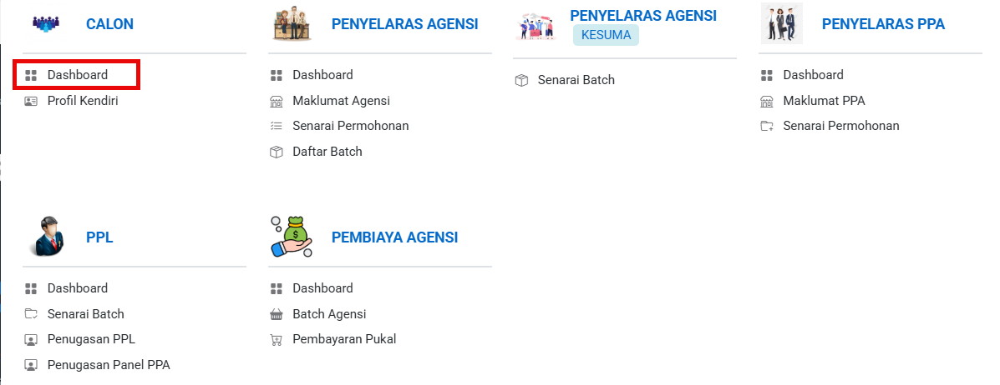 CALON
Dashboard
Profil Kendiri
PENYELARAS AGENSI
Dashboard
Maklumat Agensi
Senarai Permohonan
Daftar Batch
PENYELARAS AGENSI
KESUMA
Senarai Batch
PENYELARAS PPA
Dashboard
Maklumat PPA
Senarai Permohonan
PPL
Dashboard
Senarai Batch
Penugasan PPL
Penugasan Panel PPA
PEMBIAYA AGENSI
$
Dashboard
Batch Agensi
Pembayaran Pukal